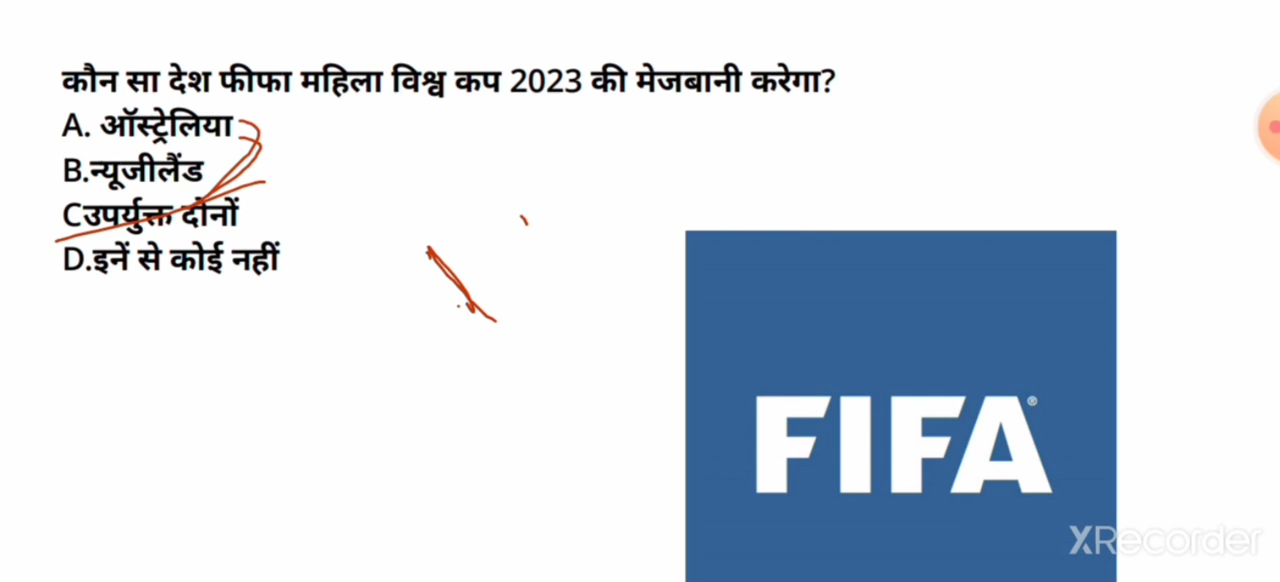 कौन सा देश फीफा महिला विश्व कप 2023 की मेजबानी करेगा?
A. ऑस्ट्रेलिया
B.न्यूजीलैंड
Cउपर्युक्त दोनों
D.इनें से कोई नहीं
FIFA®
XRecorder